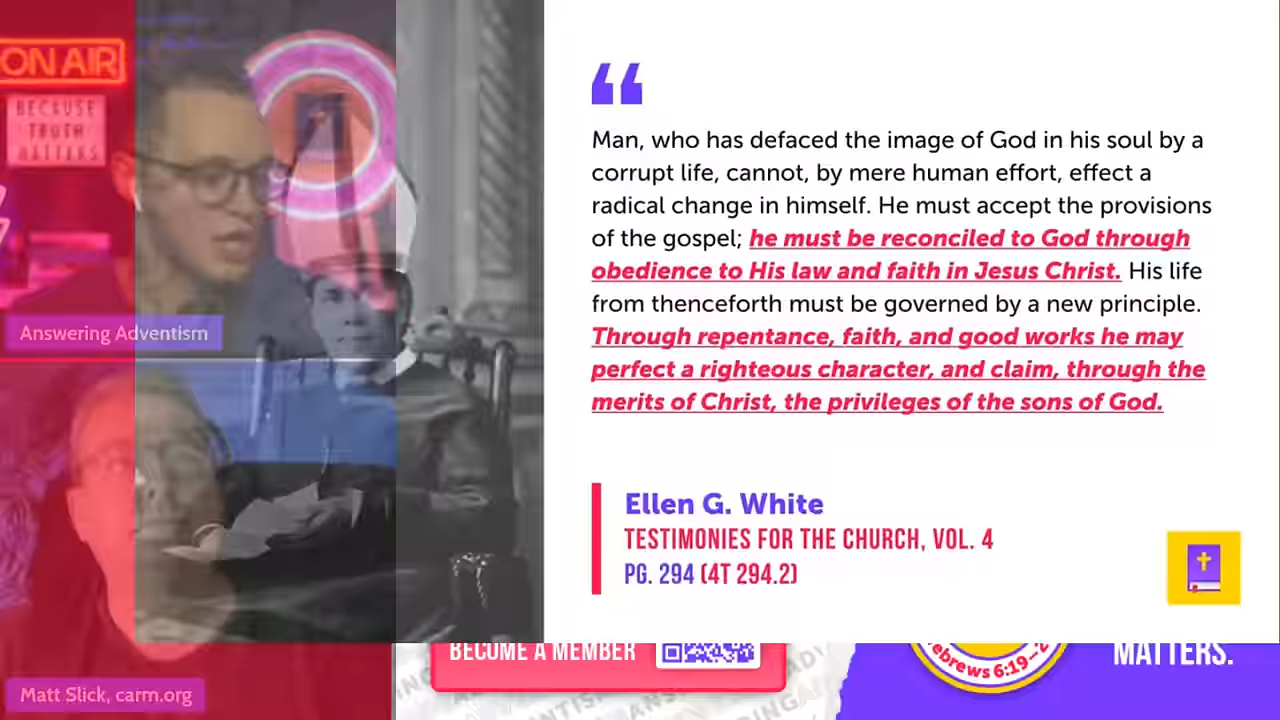 ON AIR
BECAUSE
TRUTH
MATTERS
Answering Adventism
Matt Slick, carm.org
“
Man, who has defaced the image of God in his soul by a
corrupt life, cannot, by mere human effort, effect a
radical change in himself. He must accept the provisions
of the gospel; he must be reconciled to God through
obedience to His law and faith in Jesus Christ. His life
from thenceforth must be governed by a new principle.
Through repentance, faith, and good works he may
perfect a righteous character, and claim, through the
merits of Christ, the privileges of the sons of God.
Ellen G. White
TESTIMONIES FOR THE CHURCH, VOL. 4
PG. 294 (4T 294.2)
BECOME A MEMBER
MATTERS.